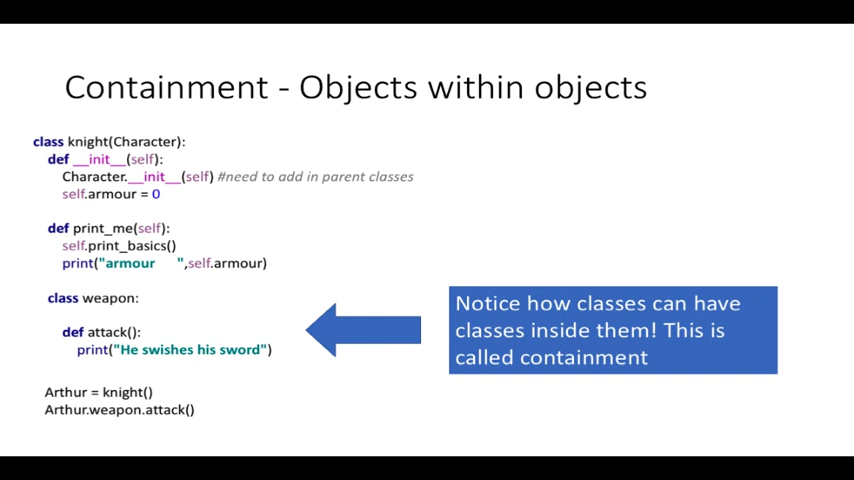 Containment - Objects within objects
class knight(Character):
def __init__(self):
Character.__init__(self) #need to add in parent classes
self.armour = 0
def print_me(self):
self.print_basics()
print("armour      ",self.armour)
class weapon:
def attack():
print("He swishes his sword")
Arthur = knight()
Arthur.weapon.attack()
Notice how classes can have
classes inside them! This is
called containment